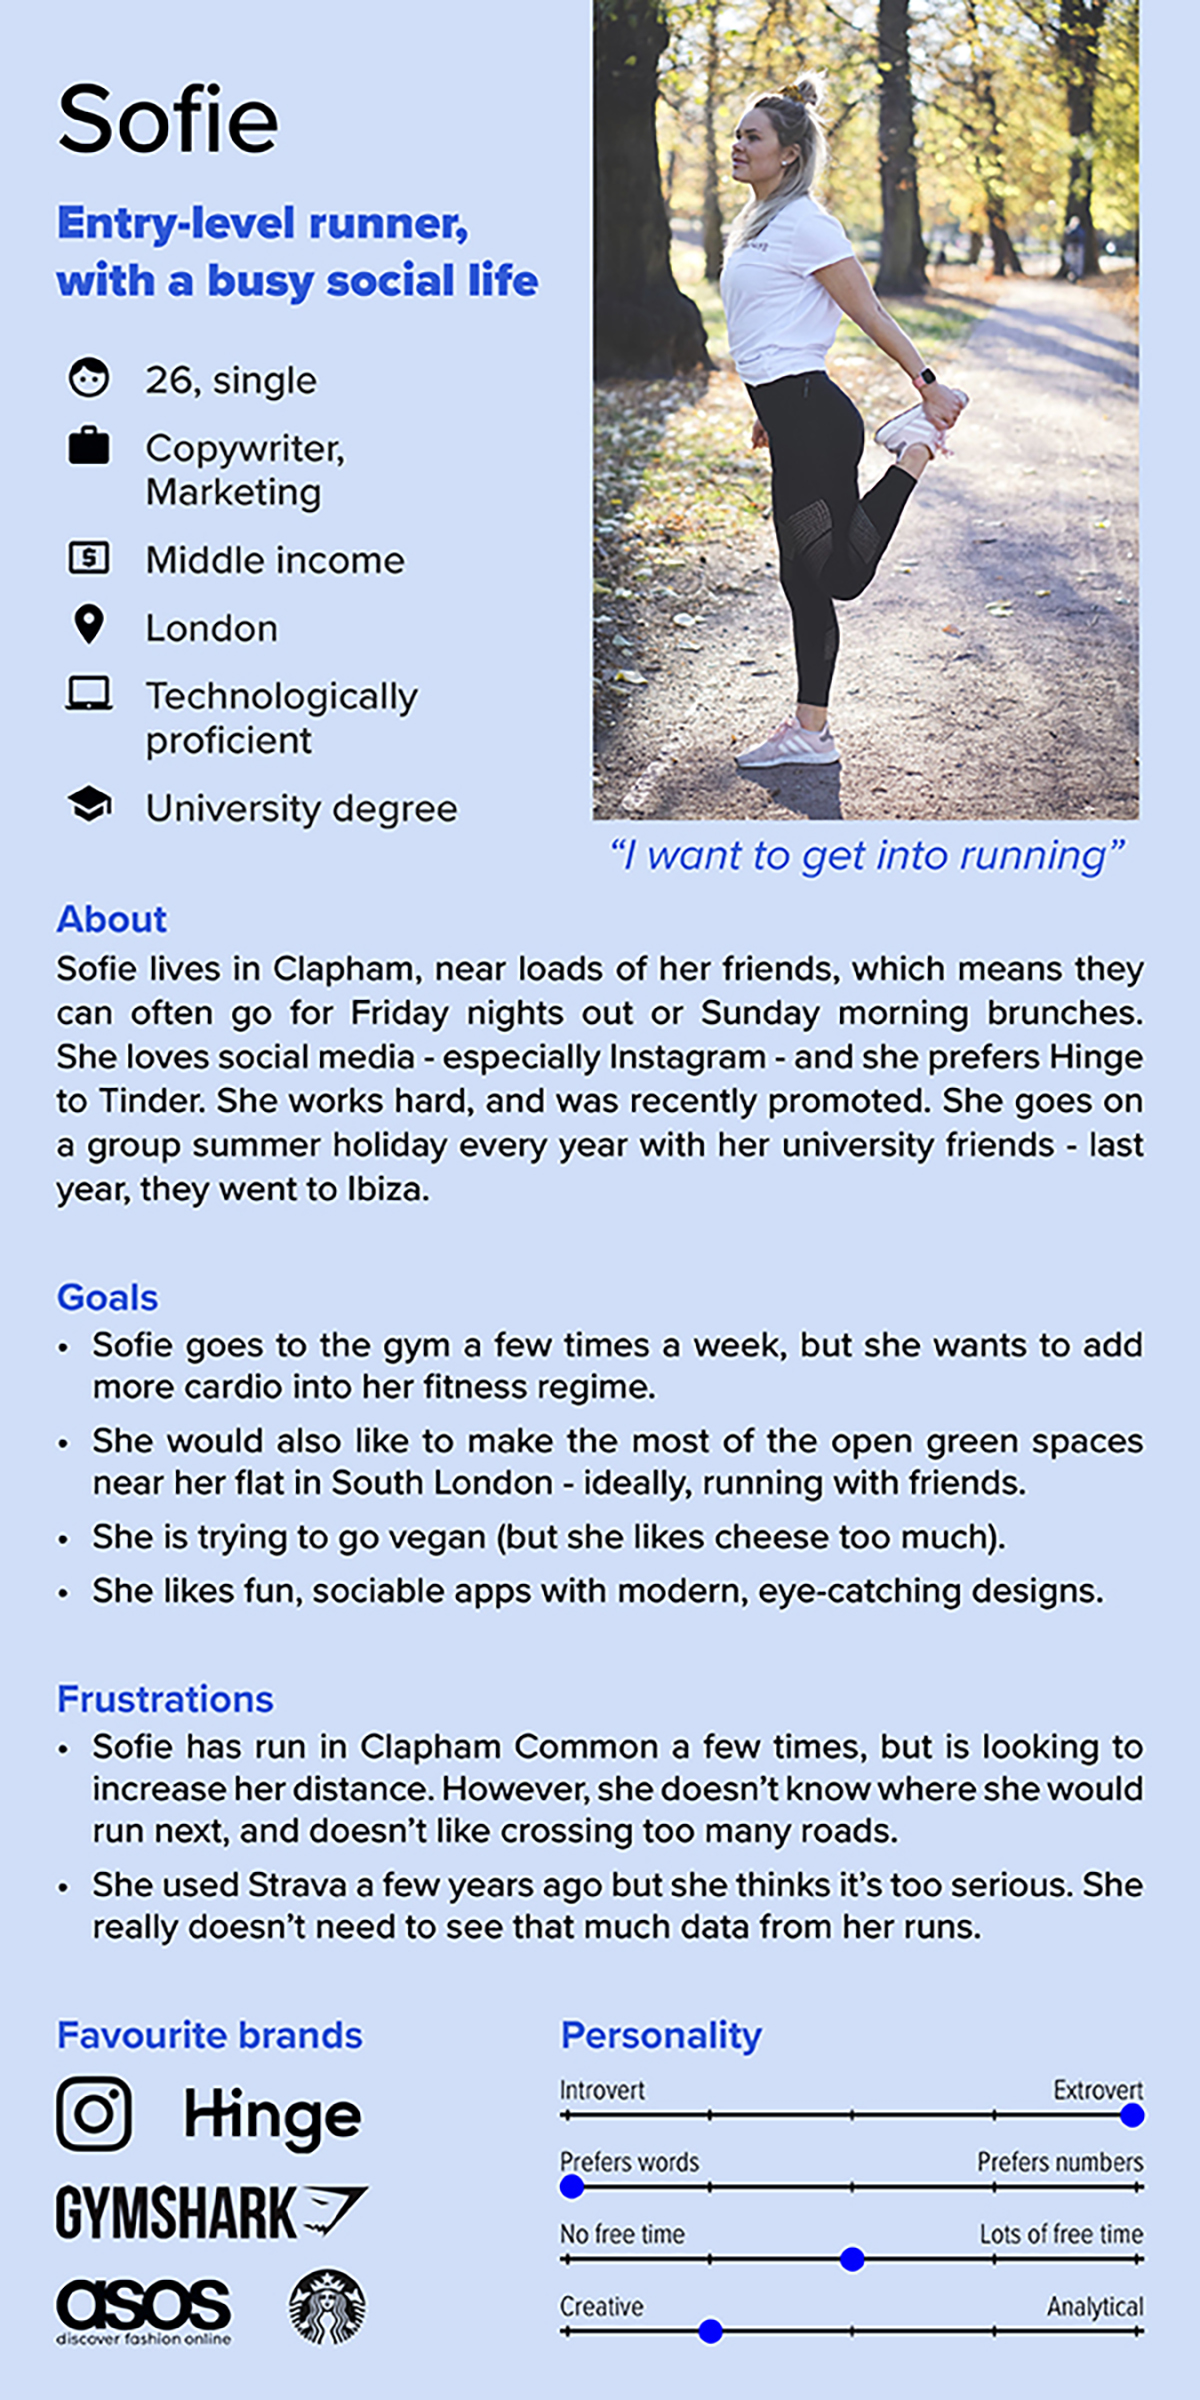 Sofie
Entry-level runner,
with a busy social life
26, single
Copywriter,
Marketing
Middle income
London
Technologically
proficient
University degree
“I want to get into running”
About
Sofie lives in Clapham, near loads of her friends, which means they
can often go for Friday nights out or Sunday morning brunches.
She loves social media - especially Instagram - and she prefers Hinge
to Tinder. She works hard, and was recently promoted. She goes on
a group summer holiday every year with her university friends - last
year, they went to Ibiza.
Goals
• Sofie goes to the gym a few times a week, but she wants to add
more cardio into her fitness regime.
• She would also like to make the most of the open green spaces
near her flat in South London - ideally, running with friends.
• She is trying to go vegan (but she likes cheese too much).
• She likes fun, sociable apps with modern, eye-catching designs.
Frustrations
• Sofie has run in Clapham Common a few times, but is looking to
increase her distance. However, she doesn’t know where she would
run next, and doesn’t like crossing too many roads.
• She used Strava a few years ago but she thinks it’s too serious. She
really doesn’t need to see that much data from her runs.
Favourite brands
Hinge
GYMSHARK
asos
discover fashion online
Personality
Introvert Extrovert
Prefers words Prefers numbers
No free time Lots of free time
Creative Analytical